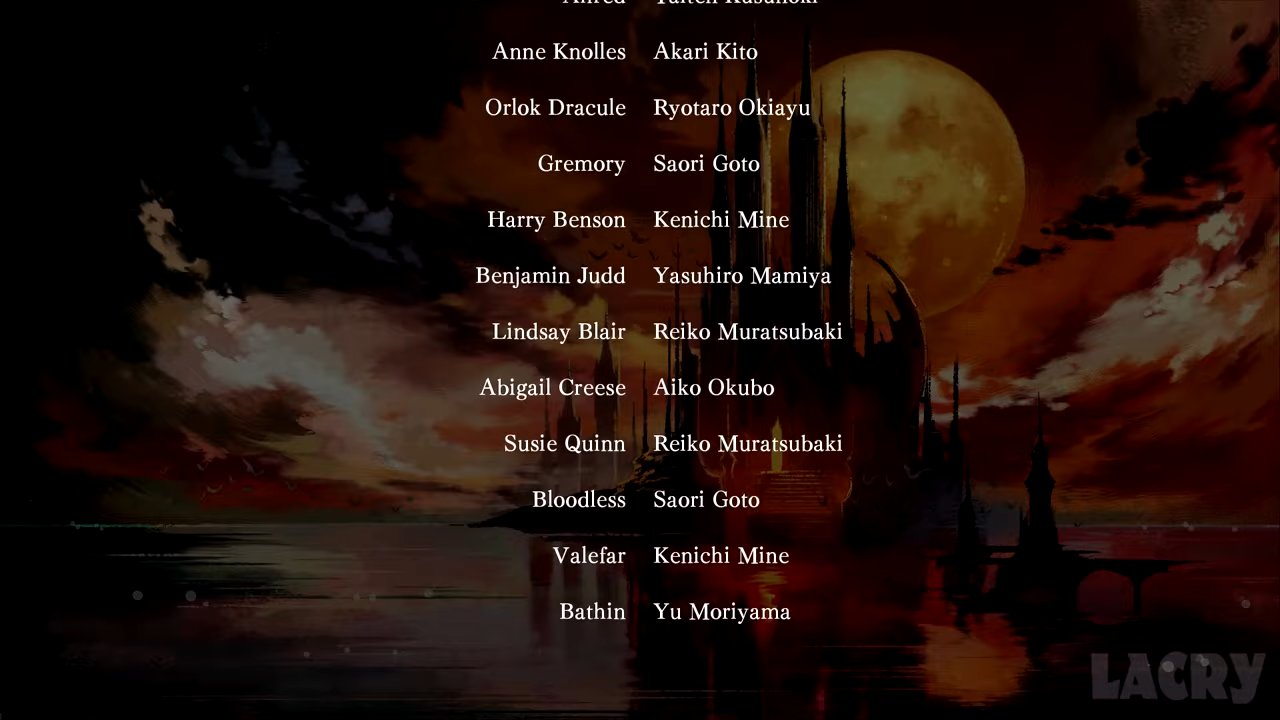 Anne Knolles Akari Kito
Orlok Dracule Ryotaro Okiayu
Gremory Saori Goto
Harry Benson Kenichi Mine
Benjamin Judd Yasuhiro Mamiya
Lindsay Blair Reiko Muratsubaki
Abigail Creese Aiko Okubo
Susie Quinn Reiko Muratsubaki
Bloodless Saori Goto
Valefar Kenichi Mine
Bathin Yu Moriyama
LACRY